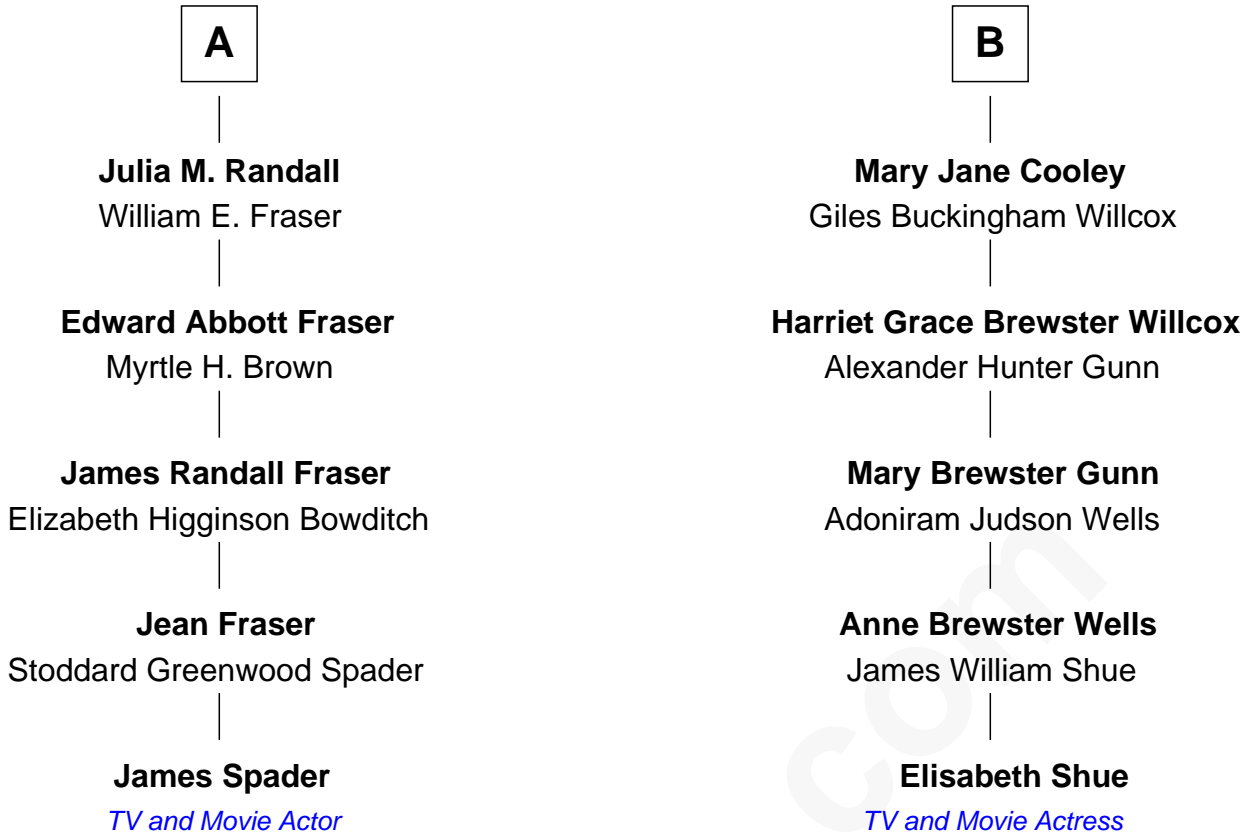 A
Julia M. Randall
William E. Fraser
Edward Abbott Fraser
Myrtle H. Brown
James Randall Fraser
Elizabeth Higginson Bowditch
Jean Fraser
Stoddard Greenwood Spader
James Spader
TV and Movie Actor
B
Mary Jane Cooley
Giles Buckingham Willcox
Harriet Grace Brewster Willcox
Alexander Hunter Gunn
Mary Brewster Gunn
Adoniram Judson Wells
Anne Brewster Wells
James William Shue
Elisabeth Shue
TV and Movie Actress
com